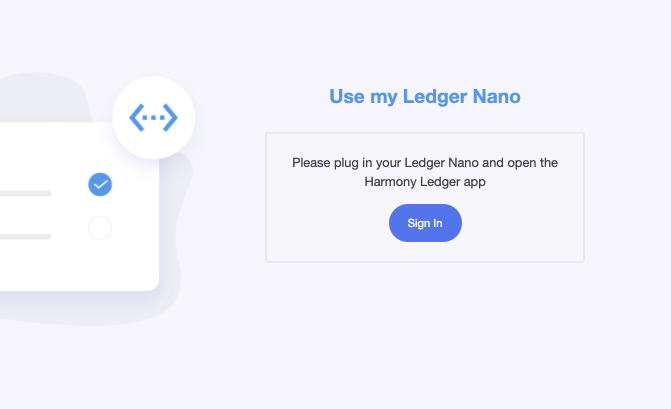 Use my Ledger Nano
Please plug in your Ledger Nano and open the
Harmony Ledger app
Sign In